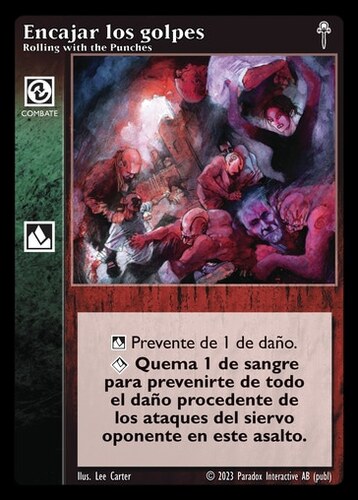 Encajar los golpes
Rolling with the Punches
COMBATE
Prevente de 1 de daño.
Quema 1 de sangre
para prevenirte de todo
el daño procedente de
los ataques del siervo
oponente en este asalto.
Illus. Lee Carter © 2023 Paradox Interactive AB (publ)